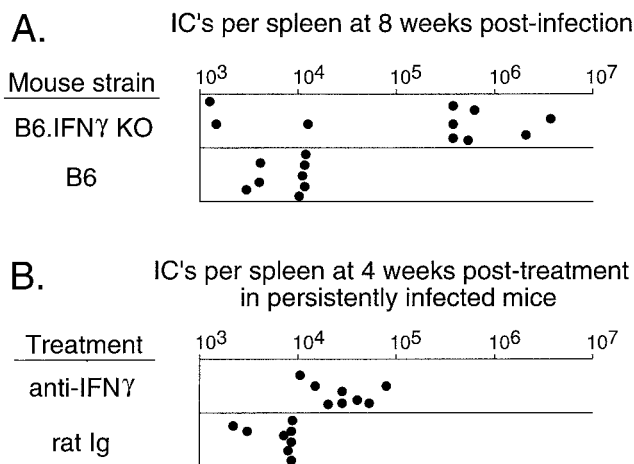 A. IC's per spleen at 8 weeks post-infection
Mouse strain 10³ 10⁴ 10⁵ 10⁶ 10⁷
B6.IFNγ KO
B6
B. IC's per spleen at 4 weeks post-treatment
in persistently infected mice
Treatment 10³ 10⁴ 10⁵ 10⁶ 10⁷
anti-IFNγ
rat Ig